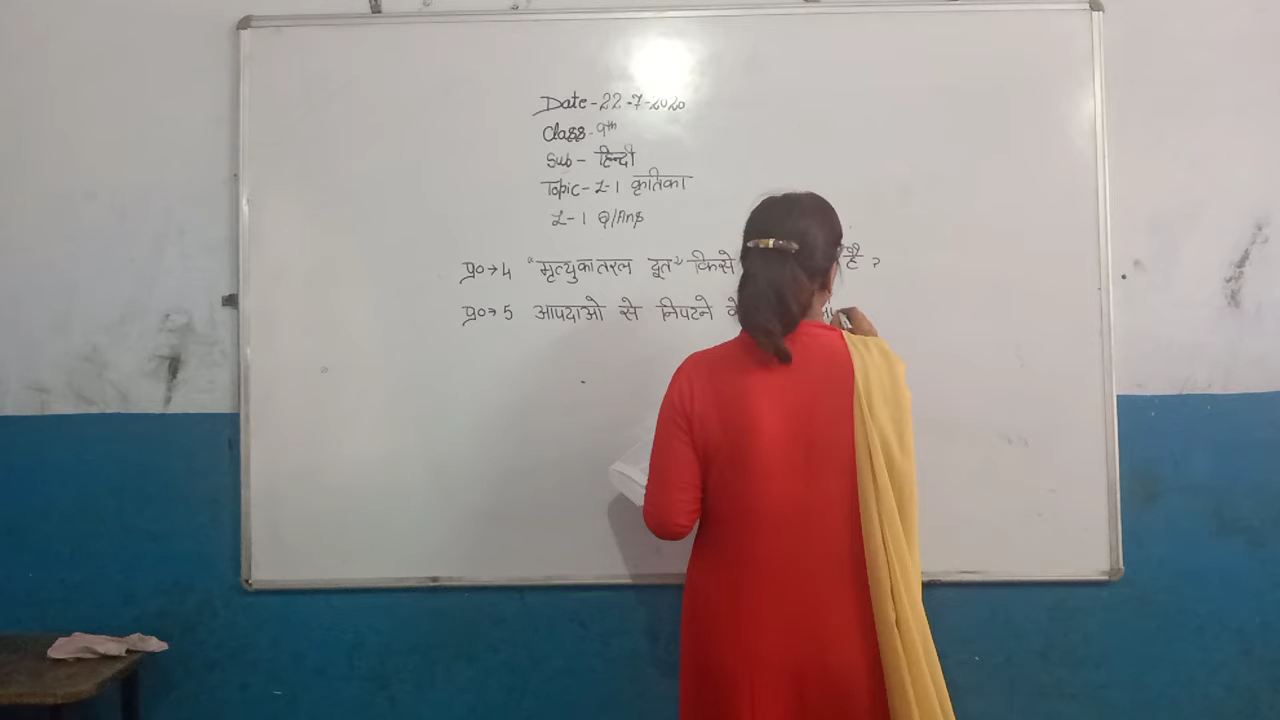 Date - 22-7-2020
Class - 9th
Sub - हिन्दी
Topic - L-1 कृतिका
L-1 Q/Ans
प्र०→4 "मृत्यु का तरल दूत" किसे है ?
प्र०→5 आपदाओ से निपटने